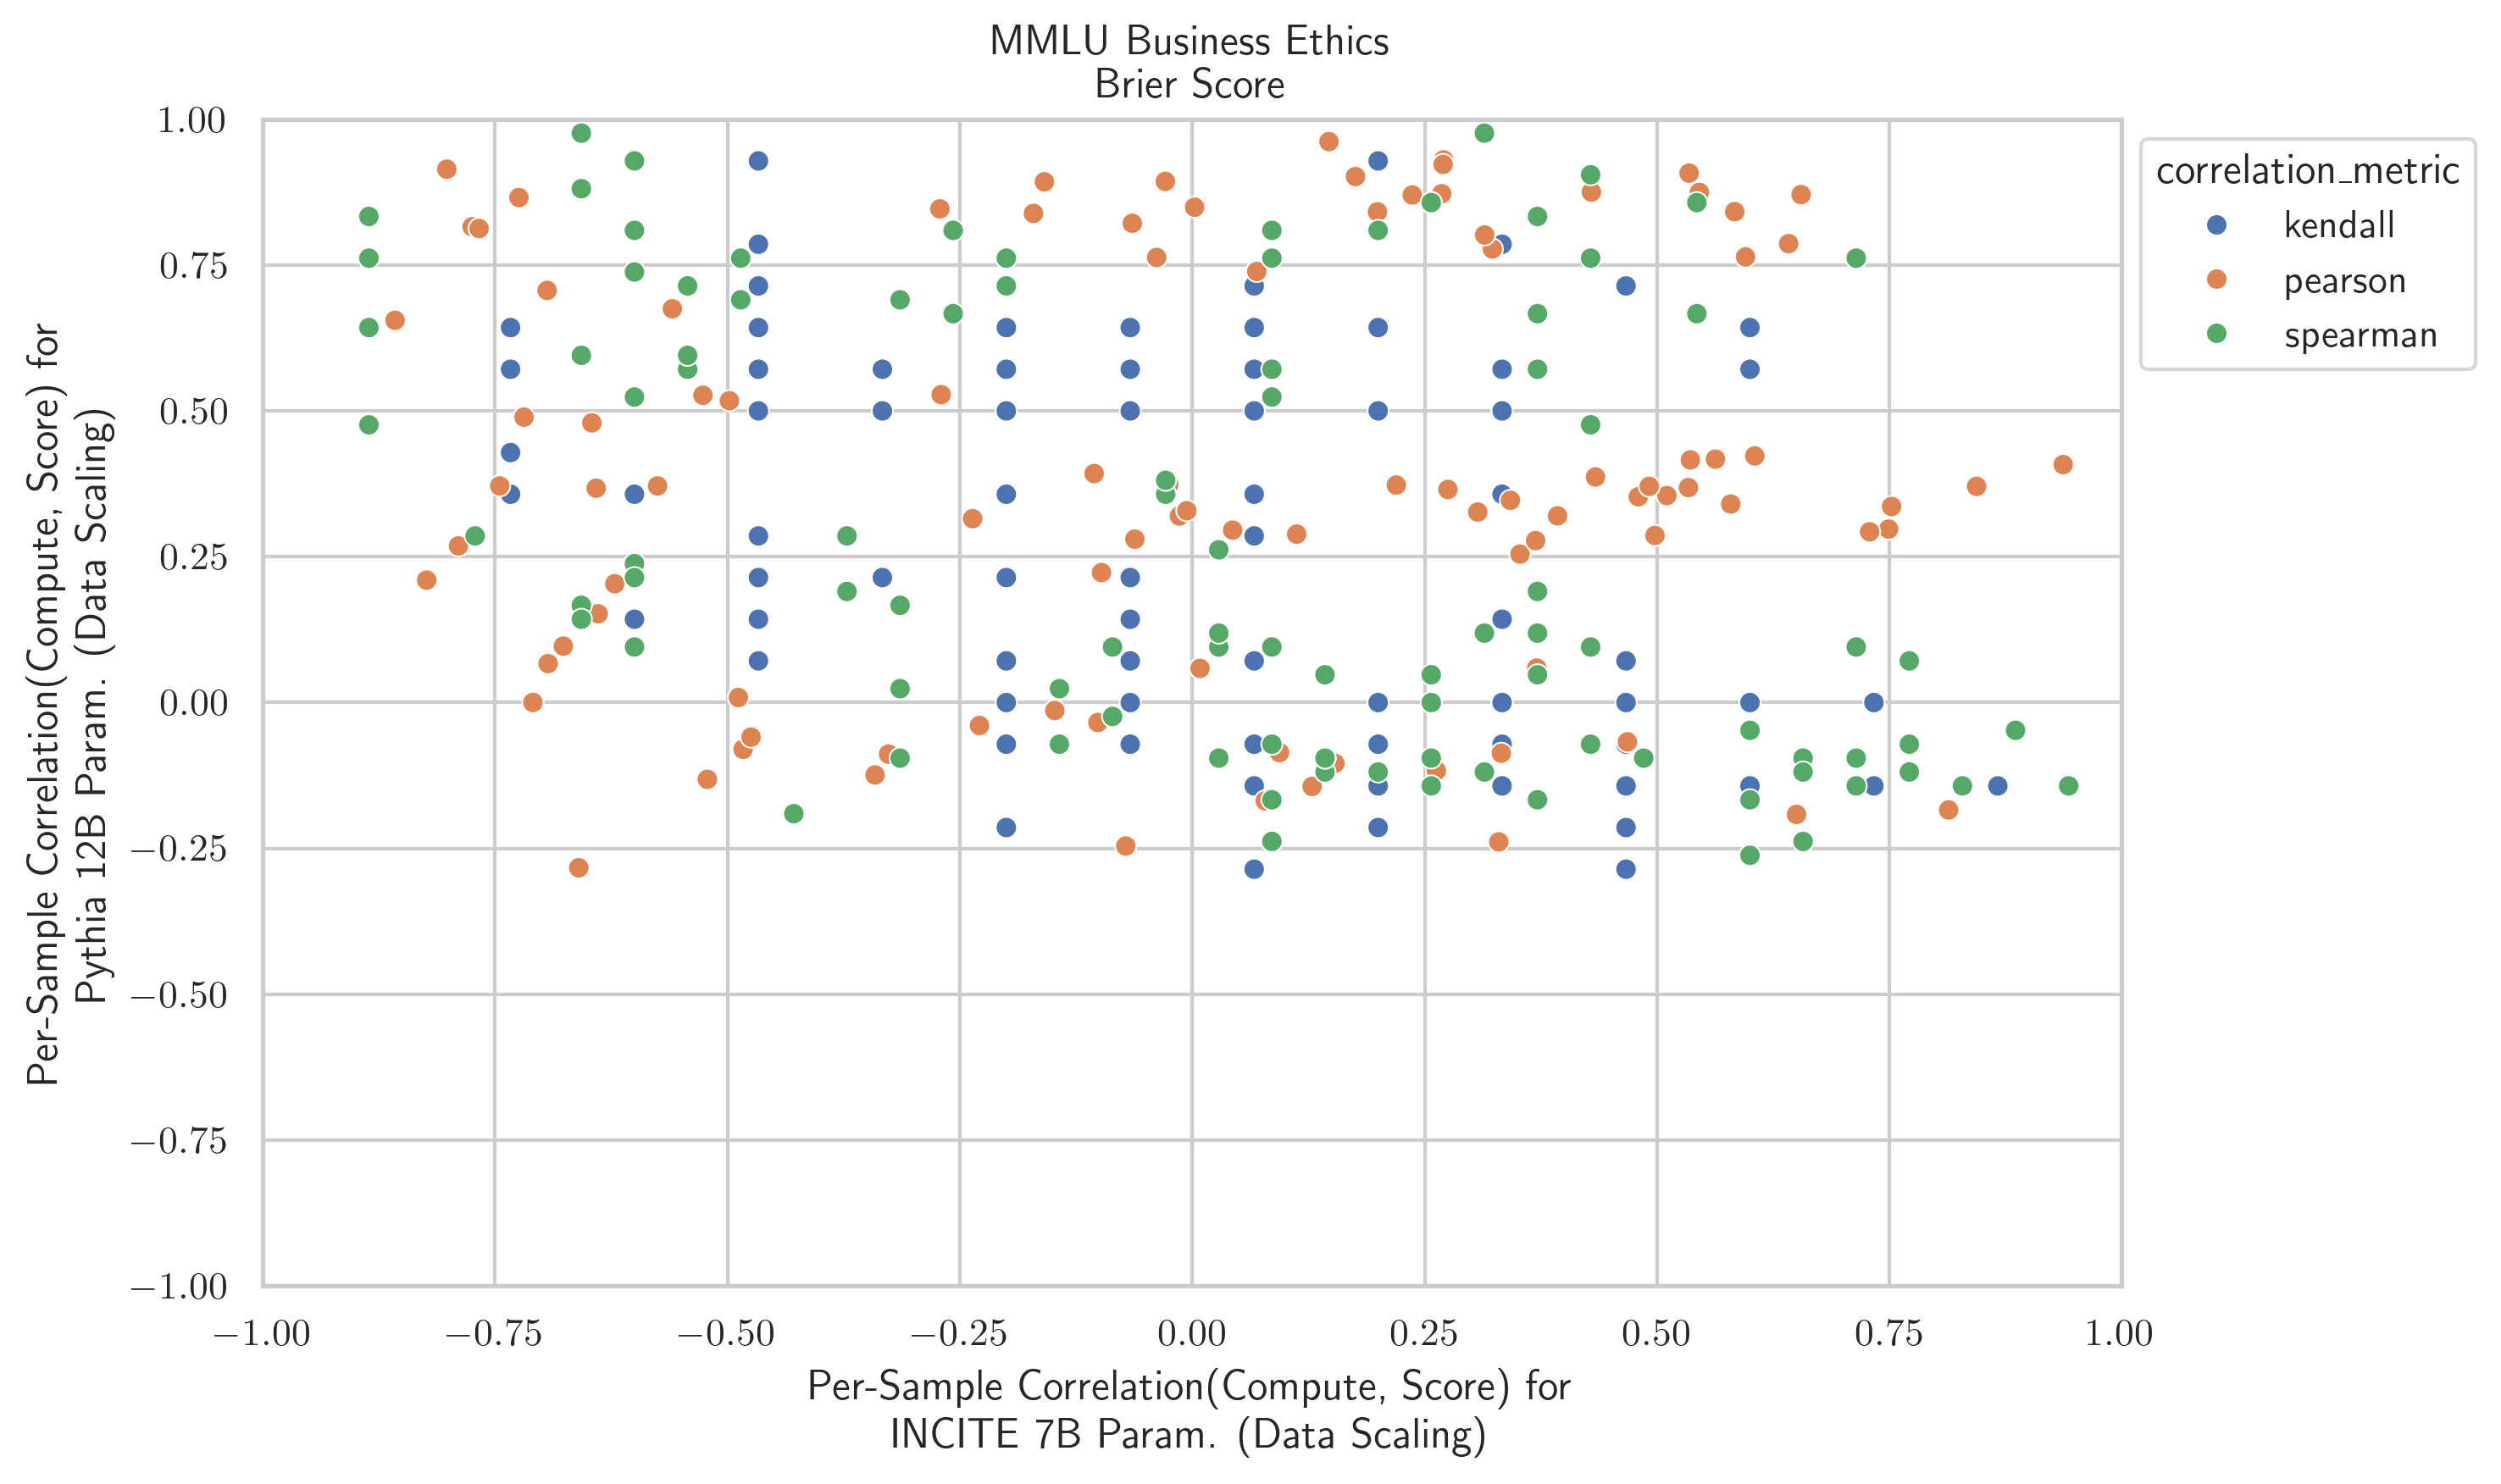 MMLU Business Ethics
Brier Score
Per-Sample Correlation(Compute, Score) for
Pythia 12B Param. (Data Scaling)
1.00
0.75
0.50
0.25
0.00
−0.25
−0.50
−0.75
−1.00
−1.00
−0.75
−0.50
−0.25
0.00
0.25
0.50
0.75
1.00
Per-Sample Correlation(Compute, Score) for
INCITE 7B Param. (Data Scaling)
correlation_metric
kendall
pearson
spearman